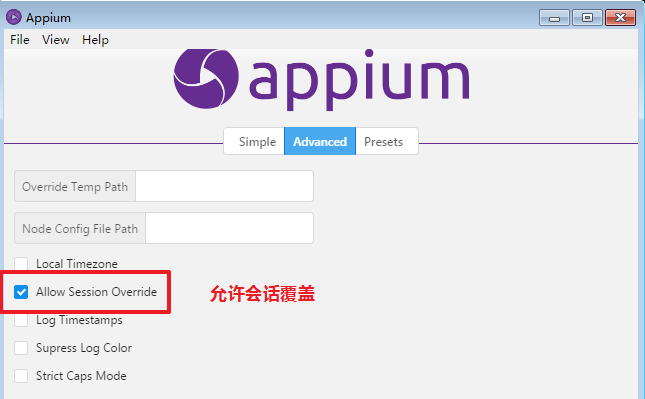 Appium
File View Help
appium
Simple Advanced Presets
Override Temp Path
Node Config File Path
Local Timezone
Allow Session Override 允许会话覆盖
Log Timestamps
Supress Log Color
Strict Caps Mode